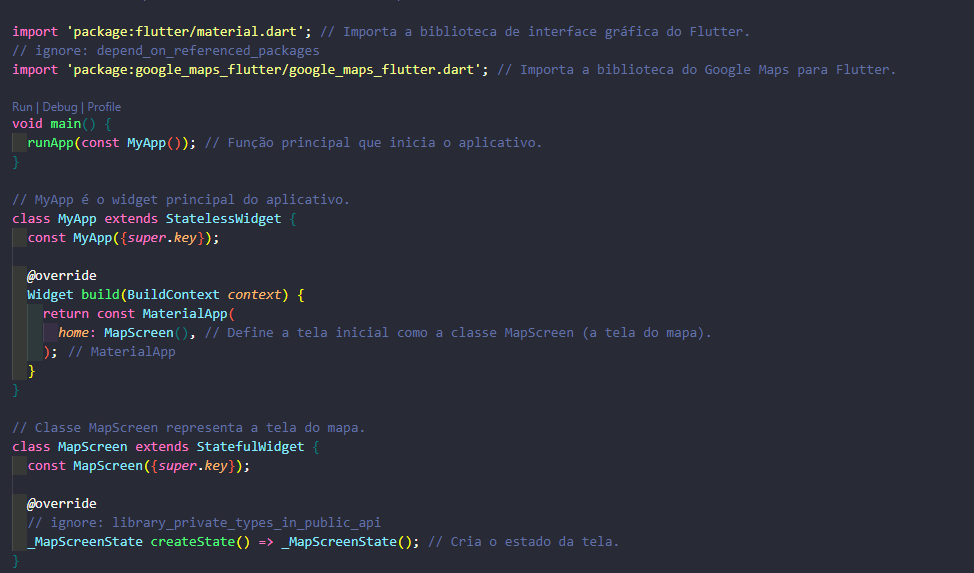 import 'package:flutter/material.dart'; // Importa a biblioteca de interface gráfica do Flutter.
// ignore: depend_on_referenced_packages
import 'package:google_maps_flutter/google_maps_flutter.dart'; // Importa a biblioteca do Google Maps para Flutter.
Run | Debug | Profile
void main() {
  runApp(const MyApp()); // Função principal que inicia o aplicativo.
}
// MyApp é o widget principal do aplicativo.
class MyApp extends StatelessWidget {
  const MyApp({super.key});
  @override
  Widget build(BuildContext context) {
    return const MaterialApp(
      home: MapScreen(), // Define a tela inicial como a classe MapScreen (a tela do mapa).
    ); // MaterialApp
  }
}
// Classe MapScreen representa a tela do mapa.
class MapScreen extends StatefulWidget {
  const MapScreen({super.key});
  @override
  // ignore: library_private_types_in_public_api
  _MapScreenState createState() => _MapScreenState(); // Cria o estado da tela.
}